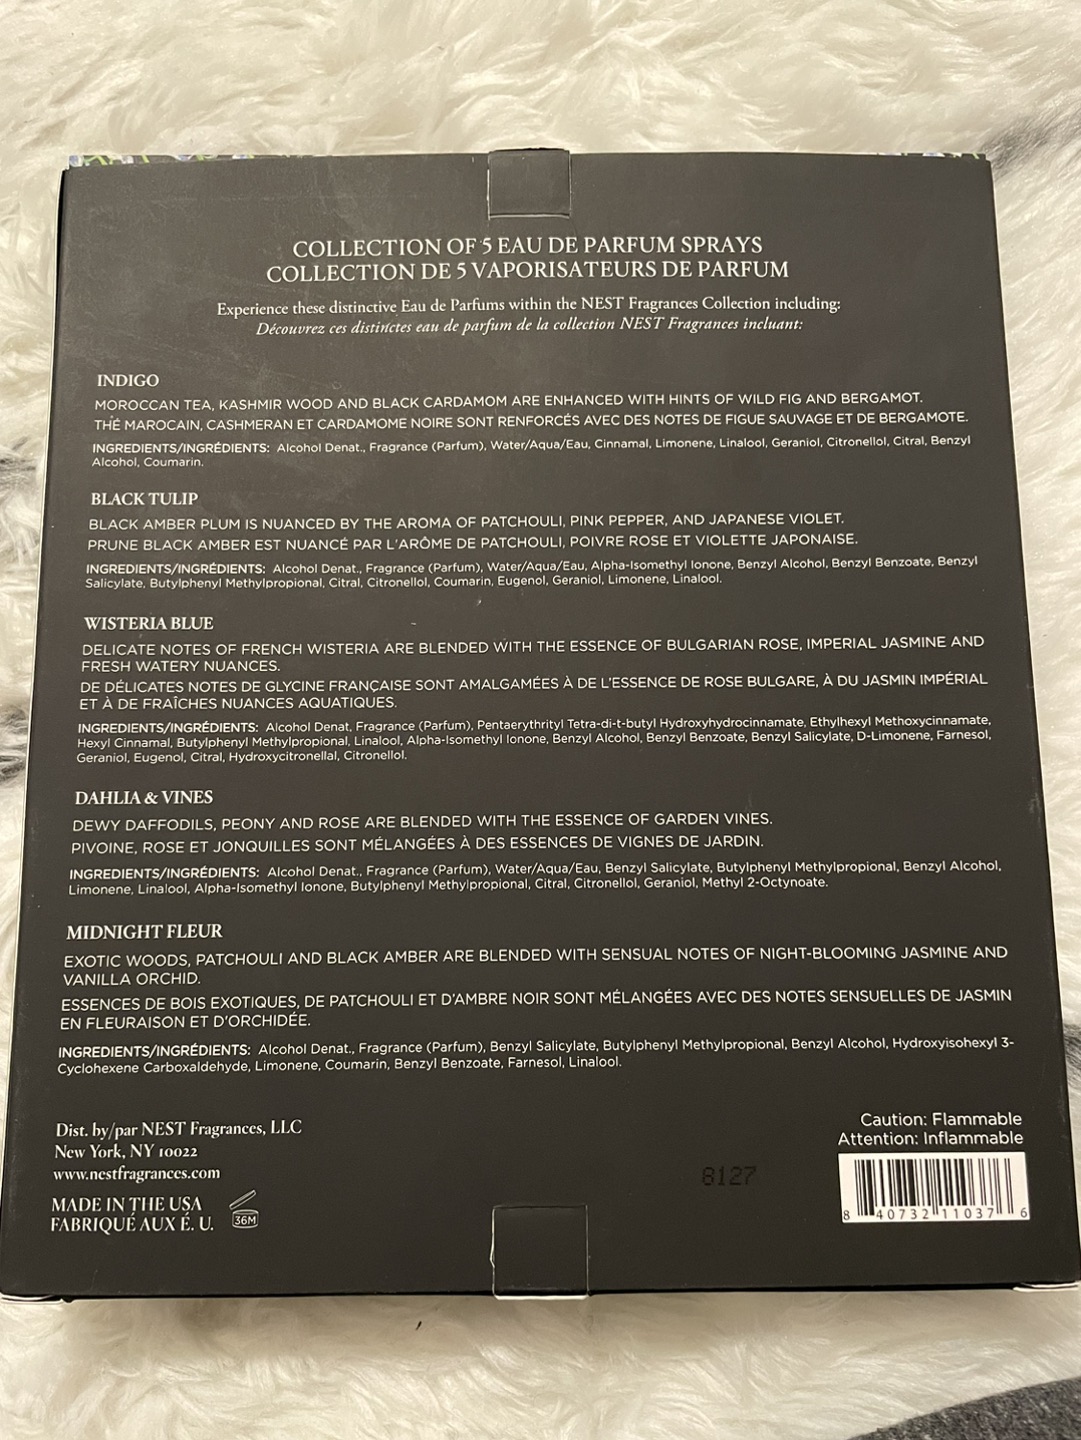 COLLECTION OF 5 EAU DE PARFUM SPRAYS
COLLECTION DE 5 VAPORISATEURS DE PARFUM
Experience these distinctive Eau de Parfums within the NEST Fragrances Collection including:
Découvrez ces distinctes eau de parfum de la collection NEST Fragrances incluant:
INDIGO
MOROCCAN TEA, KASHMIR WOOD AND BLACK CARDAMOM ARE ENHANCED WITH HINTS OF WILD FIG AND BERGAMOT.
THÉ MAROCAIN, CASHMERAN ET CARDAMOME NOIRE SONT RENFORCÉS AVEC DES NOTES DE FIGUE SAUVAGE ET DE BERGAMOTE.
INGREDIENTS/INGRÉDIENTS: Alcohol Denat., Fragrance (Parfum), Water/Aqua/Eau, Cinnamal, Limonene, Linalool, Geraniol, Citronellol, Citral, Benzyl
Alcohol, Coumarin.
BLACK TULIP
BLACK AMBER PLUM IS NUANCED BY THE AROMA OF PATCHOULI, PINK PEPPER, AND JAPANESE VIOLET.
PRUNE BLACK AMBER EST NUANCÉ PAR L'ARÔME DE PATCHOULI, POIVRE ROSE ET VIOLETTE JAPONAISE.
INGREDIENTS/INGRÉDIENTS: Alcohol Denat., Fragrance (Parfum), Water/Aqua/Eau, Alpha-Isomethyl Ionone, Benzyl Alcohol, Benzyl Benzoate, Benzyl
Salicylate, Butylphenyl Methylpropional, Citral, Citronellol, Coumarin, Eugenol, Geraniol, Limonene, Linalool.
WISTERIA BLUE
DELICATE NOTES OF FRENCH WISTERIA ARE BLENDED WITH THE ESSENCE OF BULGARIAN ROSE, IMPERIAL JASMINE AND
FRESH WATERY NUANCES.
DE DÉLICATES NOTES DE GLYCINE FRANÇAISE SONT AMALGAMÉES À DE L'ESSENCE DE ROSE BULGARE, À DU JASMIN IMPÉRIAL
ET À DE FRAÎCHES NUANCES AQUATIQUES.
INGREDIENTS/INGRÉDIENTS: Alcohol Denat, Fragrance (Parfum), Pentaerythrityl Tetra-di-t-butyl Hydroxyhydrocinnamate, Ethylhexyl Methoxycinnamate,
Hexyl Cinnamal, Butylphenyl Methylpropional, Linalool, Alpha-Isomethyl Ionone, Benzyl Alcohol, Benzyl Benzoate, Benzyl Salicylate, D-Limonene, Farnesol,
Geraniol, Eugenol, Citral, Hydroxycitronellal, Citronellol.
DAHLIA & VINES
DEWY DAFFODILS, PEONY AND ROSE ARE BLENDED WITH THE ESSENCE OF GARDEN VINES.
PIVOINE, ROSE ET JONQUILLES SONT MÉLANGÉES À DES ESSENCES DE VIGNES DE JARDIN.
INGREDIENTS/INGRÉDIENTS: Alcohol Denat., Fragrance (Parfum), Water/Aqua/Eau, Benzyl Salicylate, Butylphenyl Methylpropional, Benzyl Alcohol,
Limonene, Linalool, Alpha-Isomethyl Ionone, Butylphenyl Methylpropional, Citral, Citronellol, Geraniol, Methyl 2-Octynoate.
MIDNIGHT FLEUR
EXOTIC WOODS, PATCHOULI AND BLACK AMBER ARE BLENDED WITH SENSUAL NOTES OF NIGHT-BLOOMING JASMINE AND
VANILLA ORCHID.
ESSENCES DE BOIS EXOTIQUES, DE PATCHOULI ET D'AMBRE NOIR SONT MÉLANGÉES AVEC DES NOTES SENSUELLES DE JASMIN
EN FLEURAISON ET D'ORCHIDÉE.
INGREDIENTS/INGRÉDIENTS: Alcohol Denat., Fragrance (Parfum), Benzyl Salicylate, Butylphenyl Methylpropional, Benzyl Alcohol, Hydroxyisohexyl 3-
Cyclohexene Carboxaldehyde, Limonene, Coumarin, Benzyl Benzoate, Farnesol, Linalool.
Dist. by/par NEST Fragrances, LLC
New York, NY 10022
www.nestfragrances.com
MADE IN THE USA
FABRIQUÉ AUX É. U.
36M
8127
Caution: Flammable
Attention: Inflammable
8 40732 11037 6